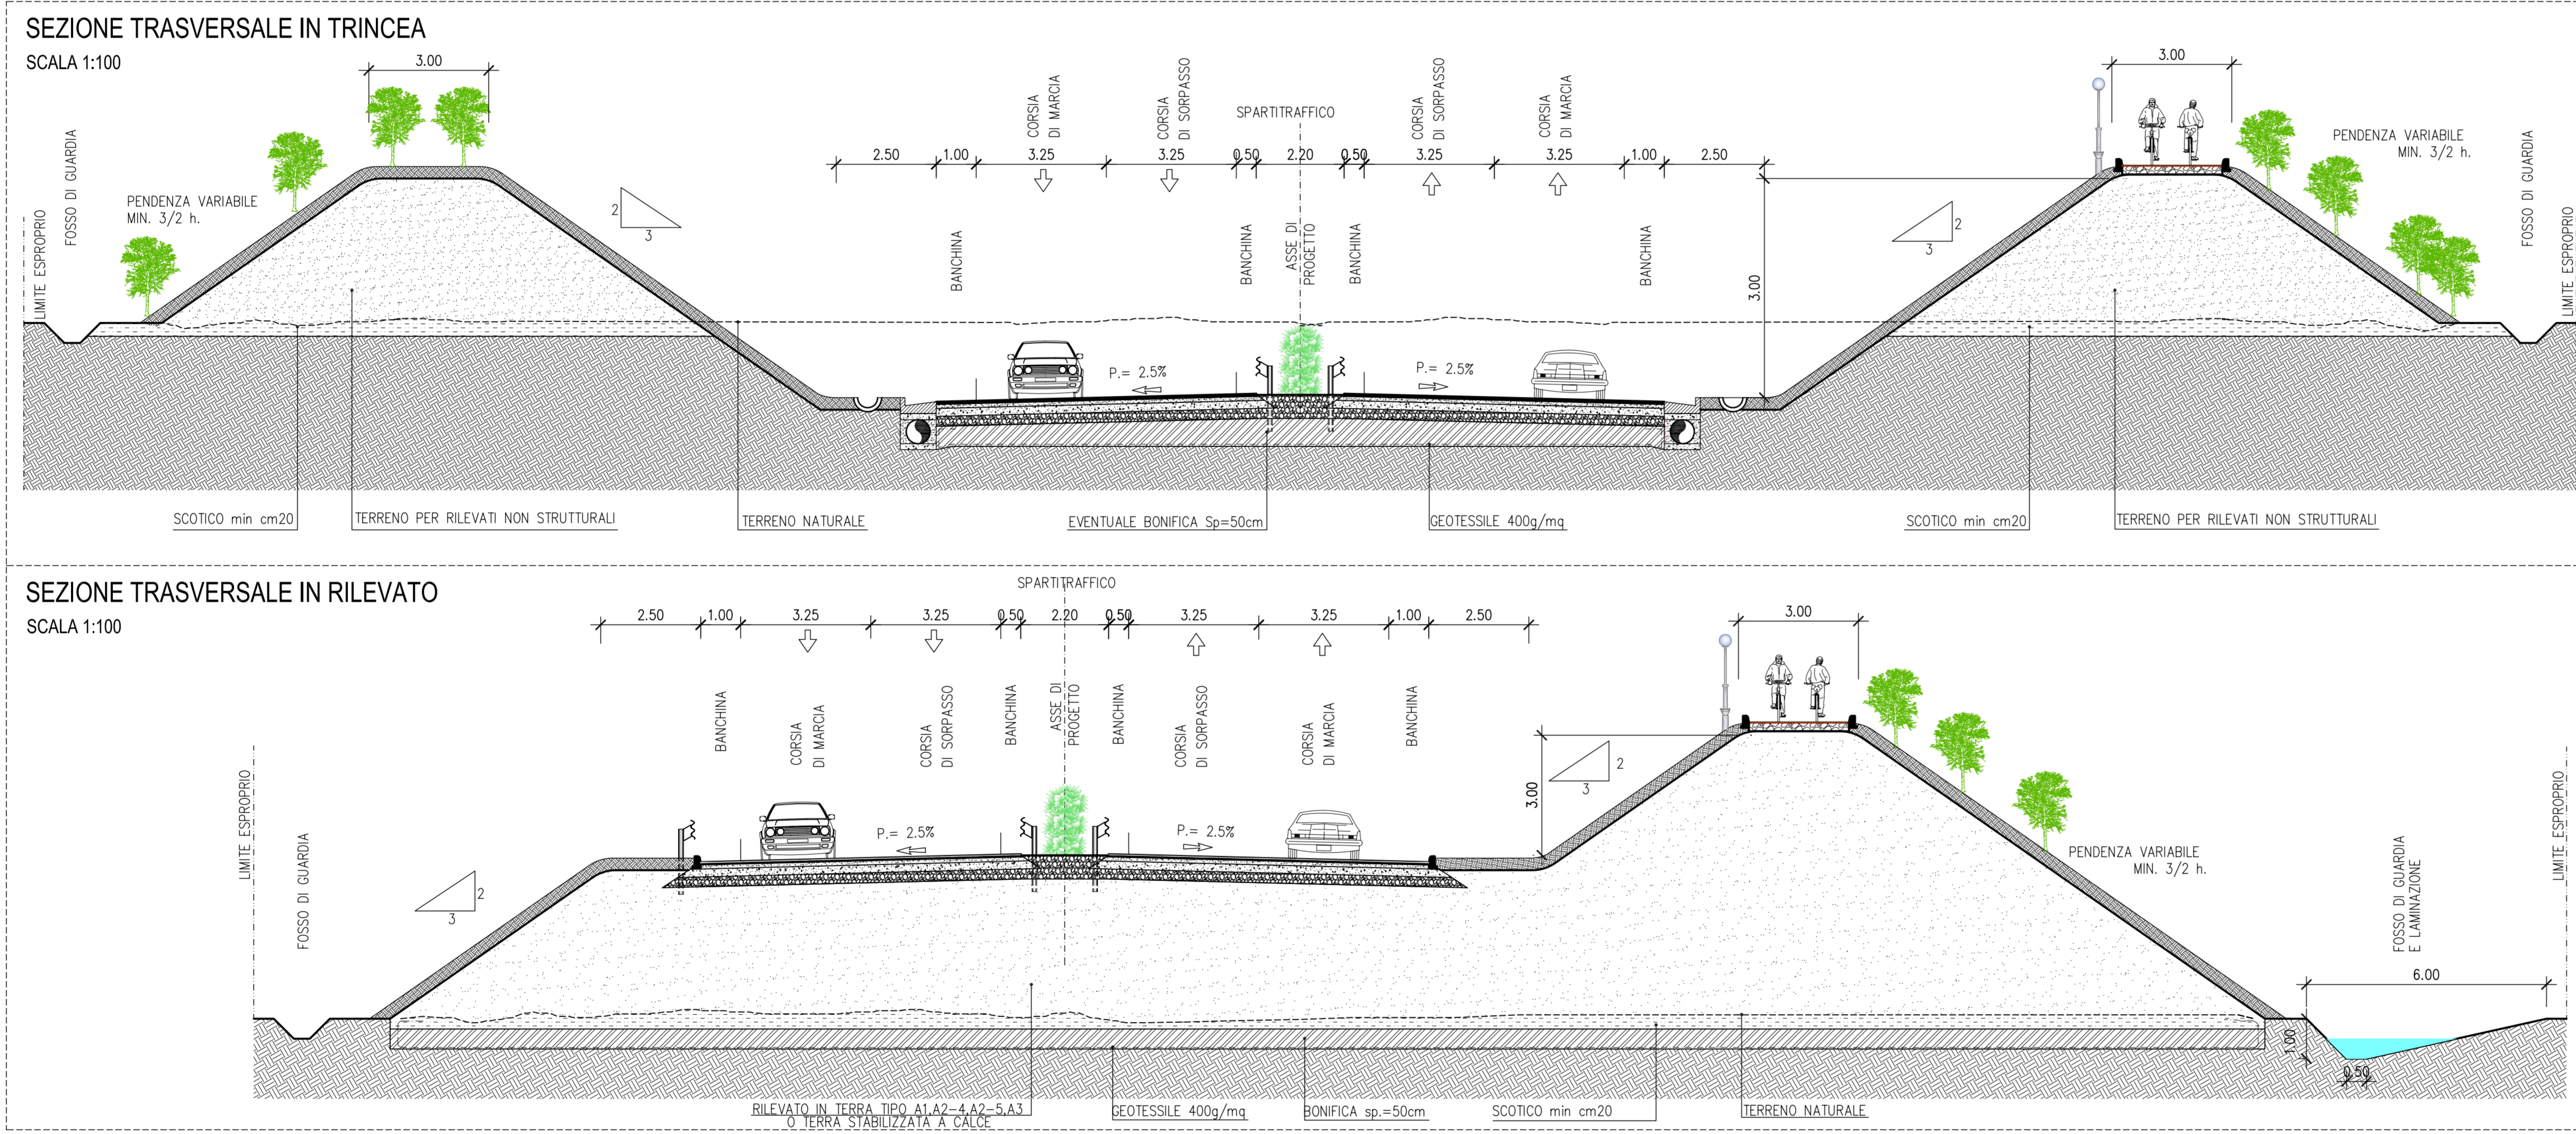 SEZIONE TRASVERSALE IN TRINCEA
SCALA 1:100
3.00
3.00
LIMITE ESPROPRIO
FOSSO DI GUARDIA
PENDENZA VARIABILE
MIN. 3/2 h.
2
3
CORSIA
DI MARCIA
CORSIA
DI SORPASSO
SPARTITRAFFICO
CORSIA
DI SORPASSO
CORSIA
DI MARCIA
2.50
1.00
3.25
3.25
0.50
2.20
0.50
3.25
3.25
1.00
2.50
BANCHINA
BANCHINA
ASSE DI
PROGETTO
BANCHINA
BANCHINA
3.00
2
3
PENDENZA VARIABILE
MIN. 3/2 h.
FOSSO DI GUARDIA
LIMITE ESPROPRIO
P.= 2.5%
P.= 2.5%
SCOTICO min cm20
TERRENO PER RILEVATI NON STRUTTURALI
TERRENO NATURALE
EVENTUALE BONIFICA Sp=50cm
GEOTESSILE 400g/mq
SCOTICO min cm20
TERRENO PER RILEVATI NON STRUTTURALI
SEZIONE TRASVERSALE IN RILEVATO
SCALA 1:100
SPARTITRAFFICO
2.50
1.00
3.25
3.25
0.50
2.20
0.50
3.25
3.25
1.00
2.50
3.00
LIMITE ESPROPRIO
FOSSO DI GUARDIA
2
3
BANCHINA
CORSIA
DI MARCIA
CORSIA
DI SORPASSO
BANCHINA
ASSE DI
PROGETTO
BANCHINA
CORSIA
DI SORPASSO
CORSIA
DI MARCIA
BANCHINA
3.00
2
3
P.= 2.5%
P.= 2.5%
PENDENZA VARIABILE
MIN. 3/2 h.
FOSSO DI GUARDIA
E LAMINAZIONE
LIMITE ESPROPRIO
6.00
1.00
0.50
RILEVATO IN TERRA TIPO A1,A2-4,A2-5,A3
O TERRA STABILIZZATA A CALCE
GEOTESSILE 400g/mq
BONIFICA sp.=50cm
SCOTICO min cm20
TERRENO NATURALE